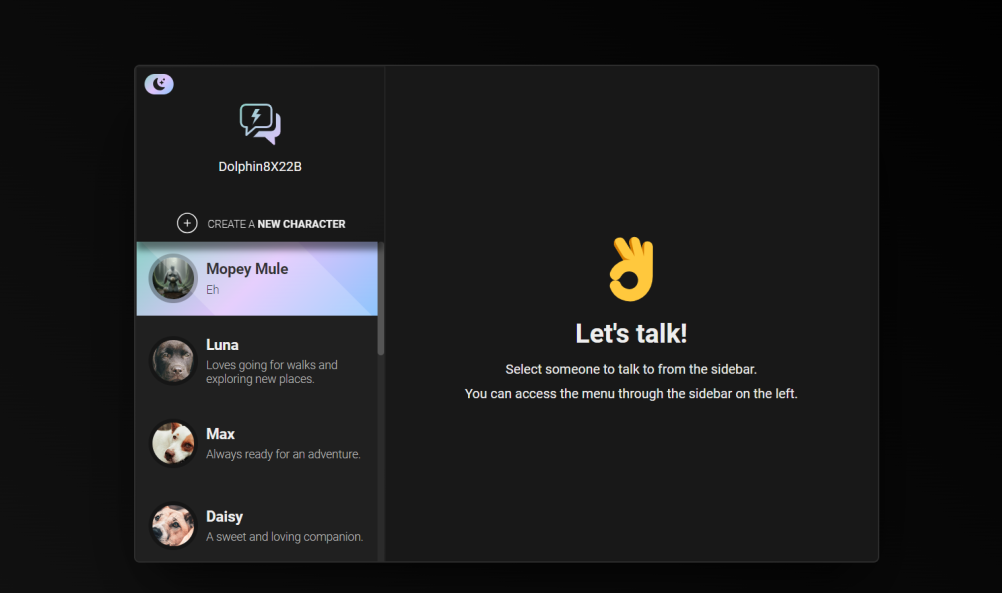 Dolphin8X22B
CREATE A NEW CHARACTER
Mopey Mule
Eh
Luna
Loves going for walks and
exploring new places.
Max
Always ready for an adventure.
Daisy
A sweet and loving companion.
Let's talk!
Select someone to talk to from the sidebar.
You can access the menu through the sidebar on the left.